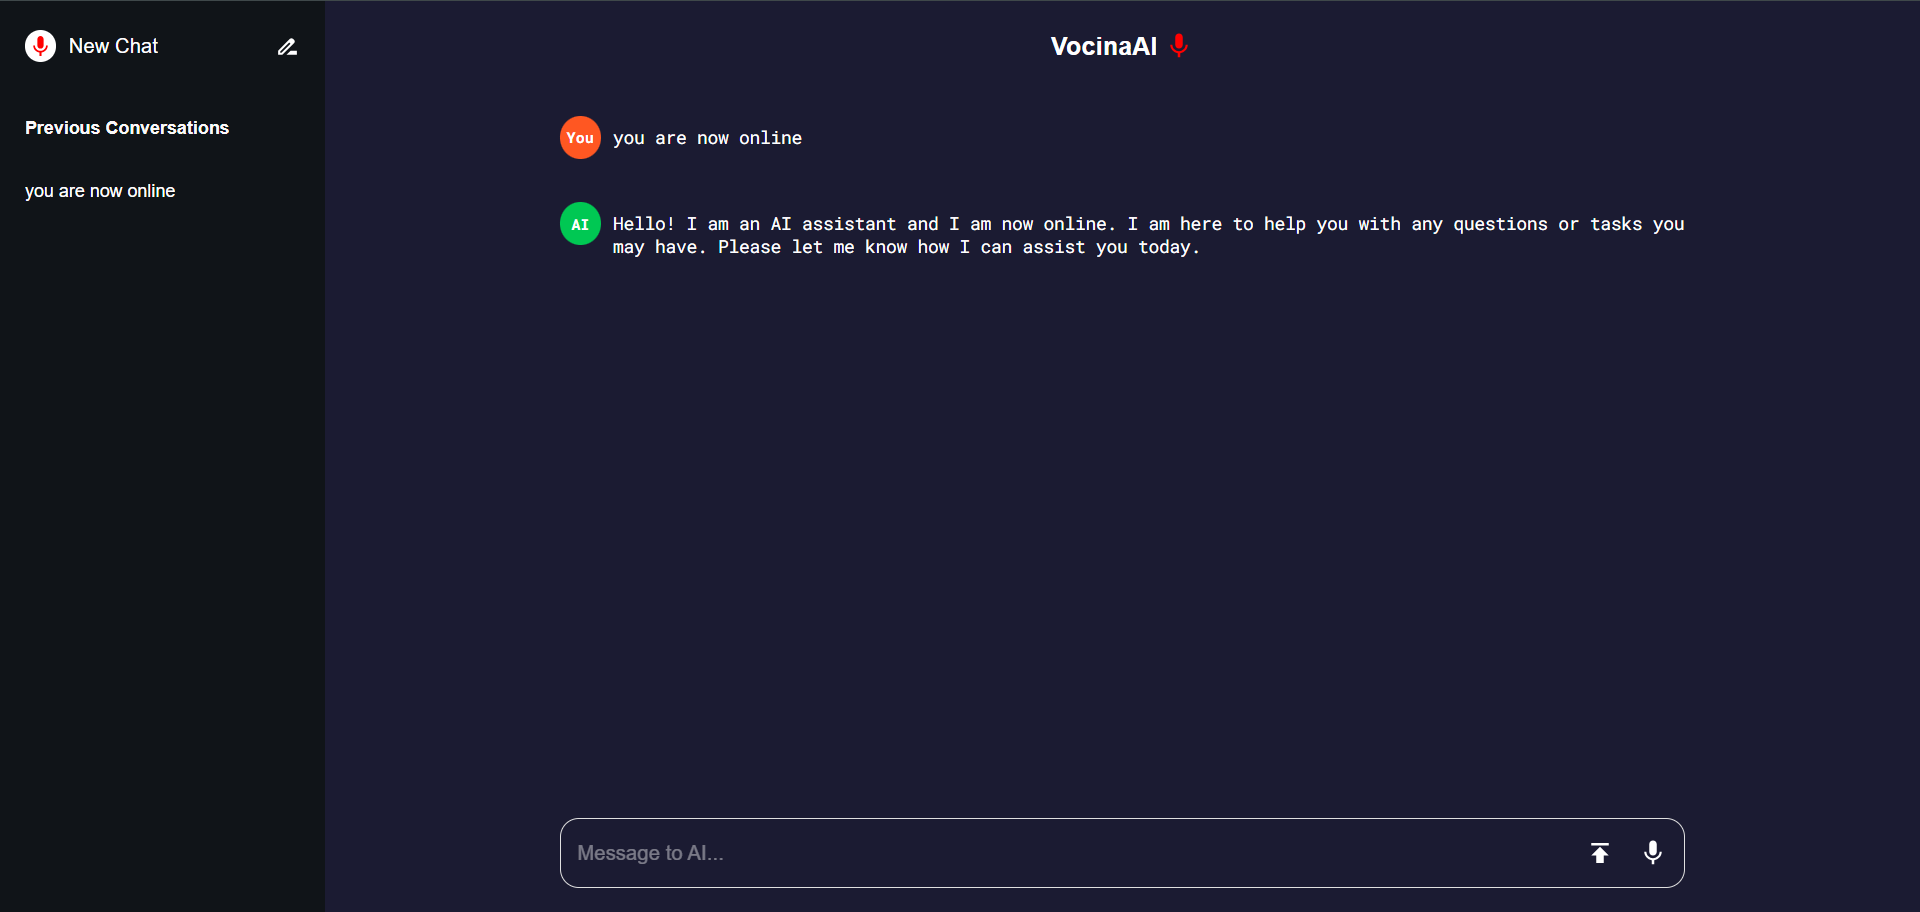 New Chat
Previous Conversations
you are now online
VocinaAI
You
you are now online
AI
Hello! I am an AI assistant and I am now online. I am here to help you with any questions or tasks you
may have. Please let me know how I can assist you today.
Message to AI...